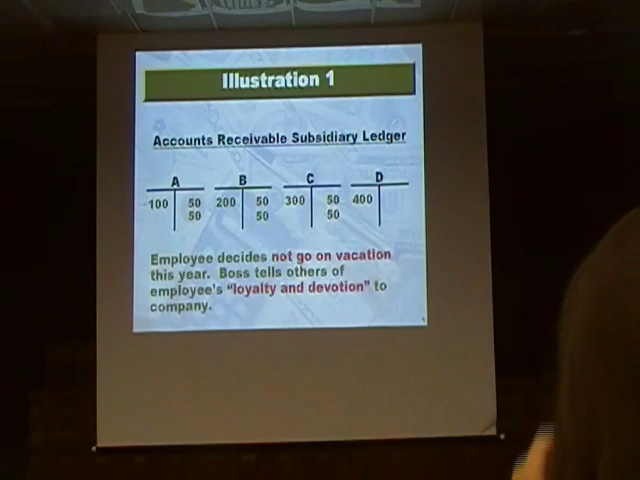 Illustration 1
Accounts Receivable Subsidiary Ledger
A B C D
100 50 200 50 300 50 400
50 50 50
Employee decides not go on vacation
this year. Boss tells others of
employee's “loyalty and devotion” to
company.